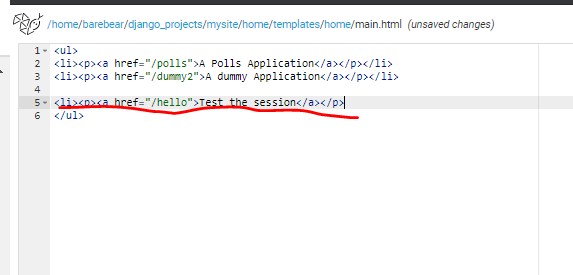 /home/barebear/django_projects/mysite/home/templates/home/main.html (unsaved changes)
1 <ul>
2 <li><p><a href="/polls">A Polls Application</a></p></li>
3 <li><p><a href="/dummy2">A dummy Application</a></p></li>
4
5 <li><p><a href="/hello">Test the session</a></p>
6 </ul>